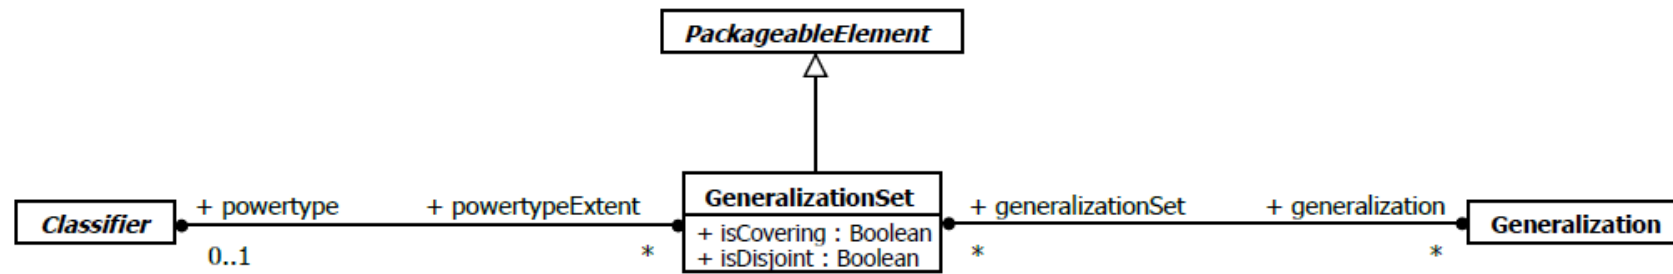 PackageableElement
Classifier
+ powertype
0..1
+ powertypeExtent
*
GeneralizationSet
+ isCovering : Boolean
+ isDisjoint : Boolean
+ generalizationSet
*
+ generalization
*
Generalization